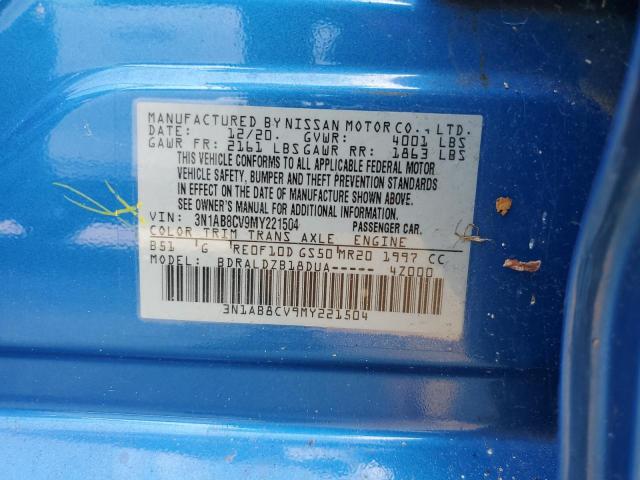 MANUFACTURED BY NISSAN MOTOR CO., LTD.
DATE: 12/20. GVWR: 4001 LBS
GAWR FR: 2161 LBS GAWR RR: 1863 LBS
THIS VEHICLE CONFORMS TO ALL APPLICABLE FEDERAL MOTOR
VEHICLE SAFETY, BUMPER AND THEFT PREVENTION STANDARDS
IN EFFECT ON THE DATE OF MANUFACTURE SHOWN ABOVE.
SEE OWNER'S MANUAL FOR ADDITIONAL INFORMATION.
VIN: 3N1AB8CV9MY221504 PASSENGER CAR.
COLOR TRIM TRANS AXLE ENGINE
B51 G RE0F10D GS50 MR20 1997 CC
MODEL: BDRALDZB18DUA----- 4Z000
3N1AB8CV9MY221504